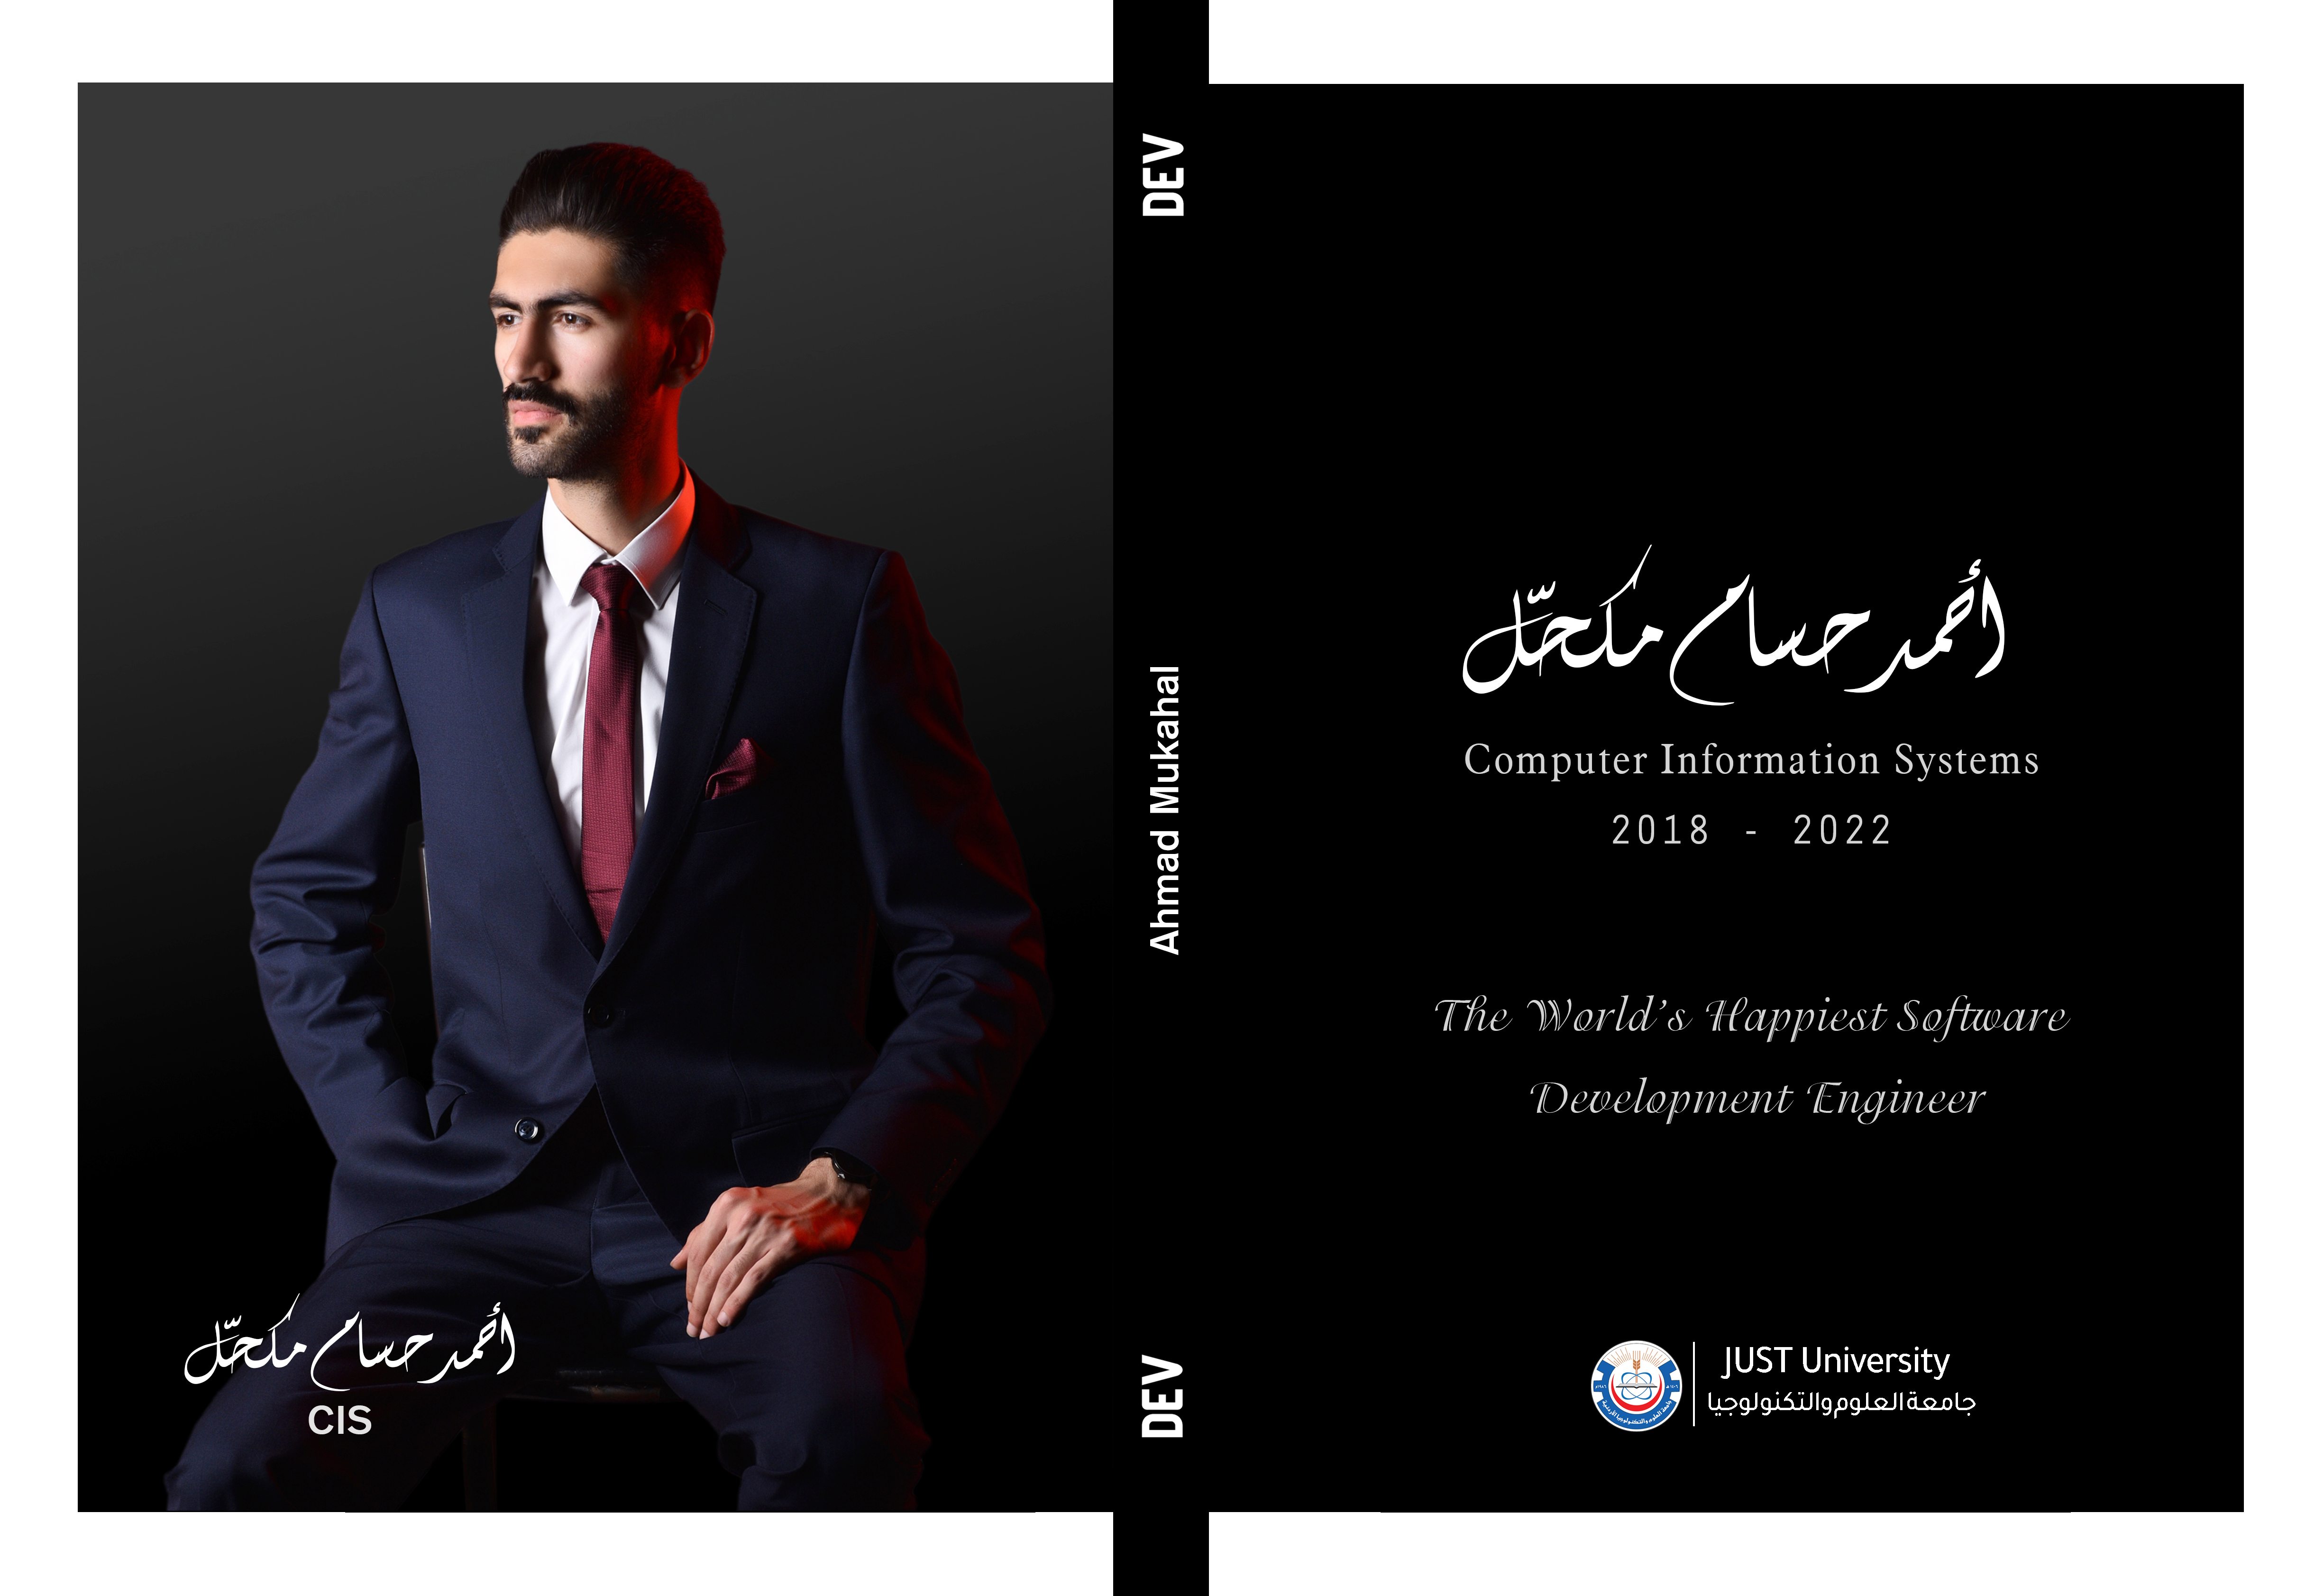 أحمد حسام مكحّل
CIS
DEV
Ahmad Mukahal
DEV
أحمد حسام مكحّل
Computer Information Systems
2018 - 2022
The World's Happiest Software
Development Engineer
JUST University
جامعة العلوم والتكنولوجيا